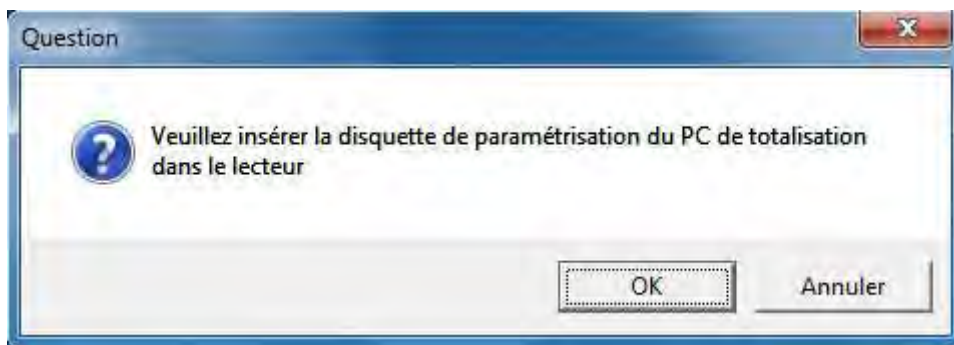 Question
Veuillez insérer la disquette de paramétrisation du PC de totalisation
dans le lecteur
OK
Annuler